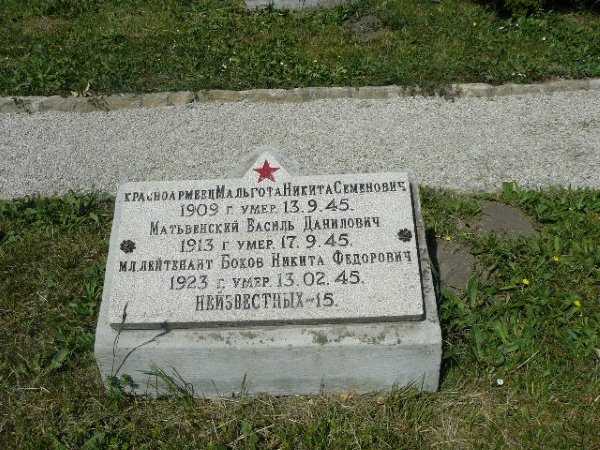 красноармеец Мальгота Никита Семенович
1909 г. умер. 13.9.45.
Матьвенский Василь Данилович
1913 г. умер. 17.9.45.
мл. лейтенант Боков Никита Федорович
1923 г. умер. 13.02.45.
НЕИЗВЕСТНЫХ-15.